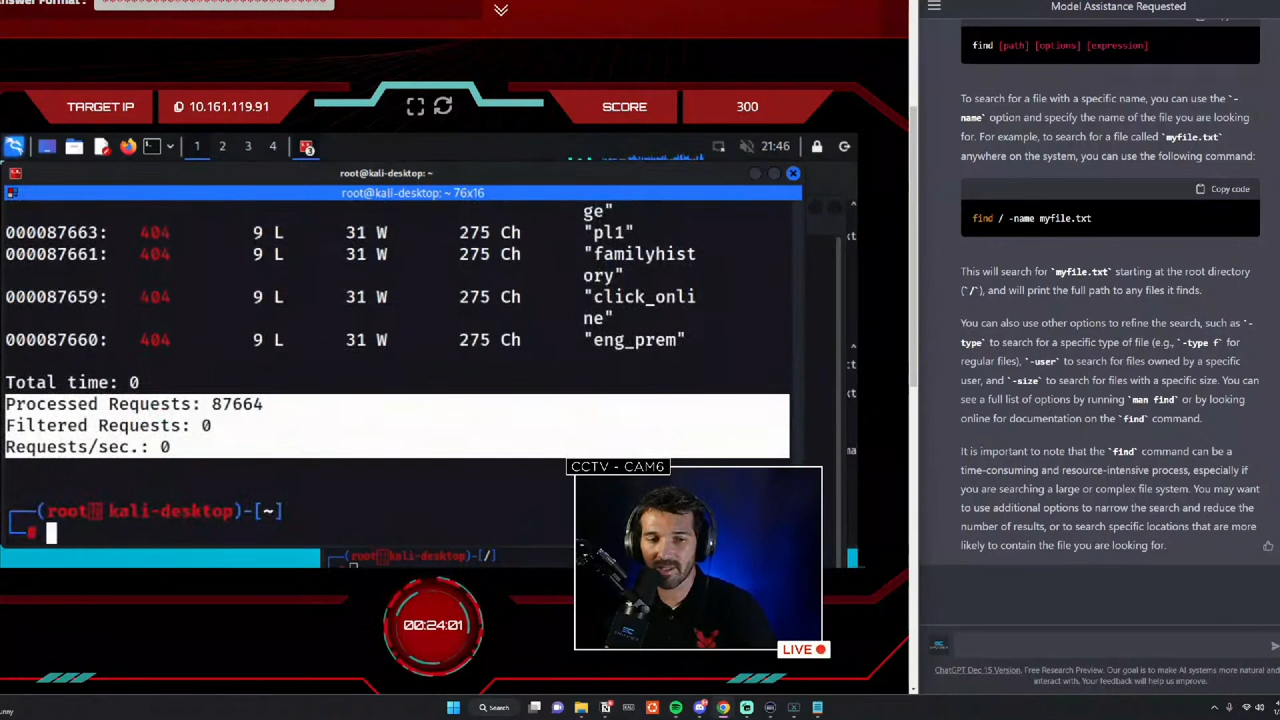 nswer Format :
TARGET IP
10.161.119.91
SCORE
300
1
2
3
4
21:46
root@kali-desktop: ~
root@kali-desktop: ~ 76x16
ge"
000087663: 404 9 L 31 W 275 Ch "pl1"
000087661: 404 9 L 31 W 275 Ch "familyhist
ory"
000087659: 404 9 L 31 W 275 Ch "click_onli
ne"
000087660: 404 9 L 31 W 275 Ch "eng_prem"
Total time: 0
Processed Requests: 87664
Filtered Requests: 0
Requests/sec.: 0
(root kali-desktop)-[~]
(root kali-desktop)-[/]
CCTV - CAM6
LIVE
00:24:01
Model Assistance Requested
find [path] [options] [expression]
To search for a file with a specific name, you can use the `-
name` option and specify the name of the file you are looking
for. For example, to search for a file called `myfile.txt`
anywhere on the system, you can use the following command:
Copy code
find / -name myfile.txt
This will search for `myfile.txt` starting at the root directory
(`/`), and will print the full path to any files it finds.
You can also use other options to refine the search, such as `-
type` to search for a specific type of file (e.g., `-type f` for
regular files), `-user` to search for files owned by a specific
user, and `-size` to search for files with a specific size. You can
see a full list of options by running `man find` or by looking
online for documentation on the `find` command.
It is important to note that the `find` command can be a
time-consuming and resource-intensive process, especially if
you are searching a large or complex file system. You may want
to use additional options to narrow the search and reduce the
number of results, or to search specific locations that are more
likely to contain the file you are looking for.
ChatGPT Dec 15 Version. Free Research Preview. Our goal is to make AI systems more natural and
interact with. Your feedback will help us improve.
Search